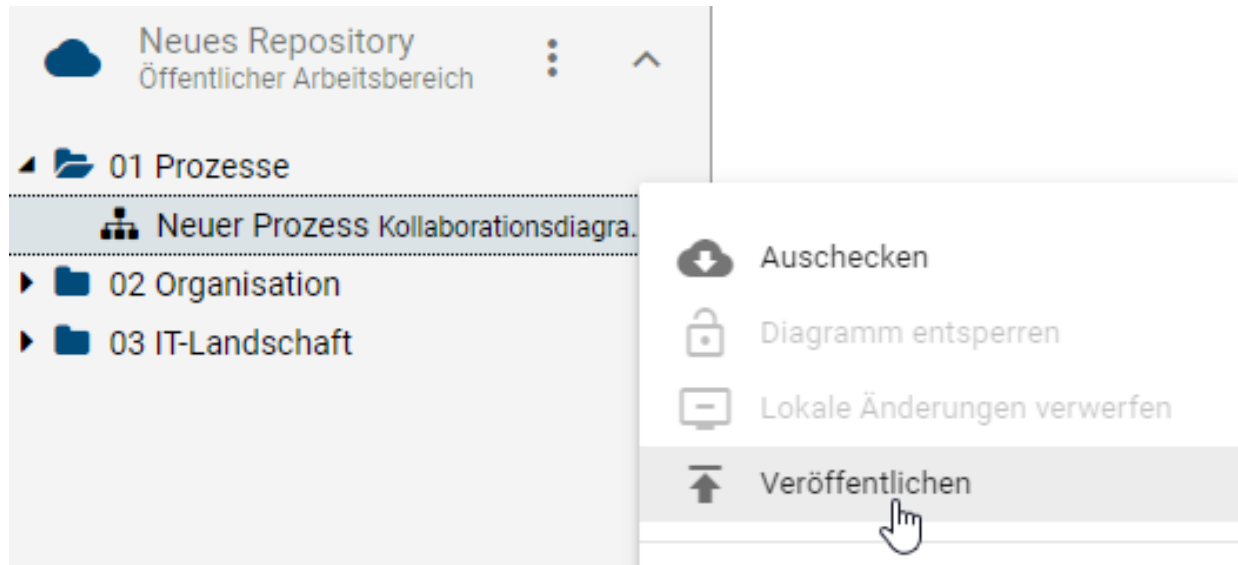 Neues Repository
Öffentlicher Arbeitsbereich
01 Prozesse
Neuer Prozess Kollaborationsdiagra..
02 Organisation
03 IT-Landschaft
Auschecken
Diagramm entsperren
Lokale Änderungen verwerfen
Veröffentlichen